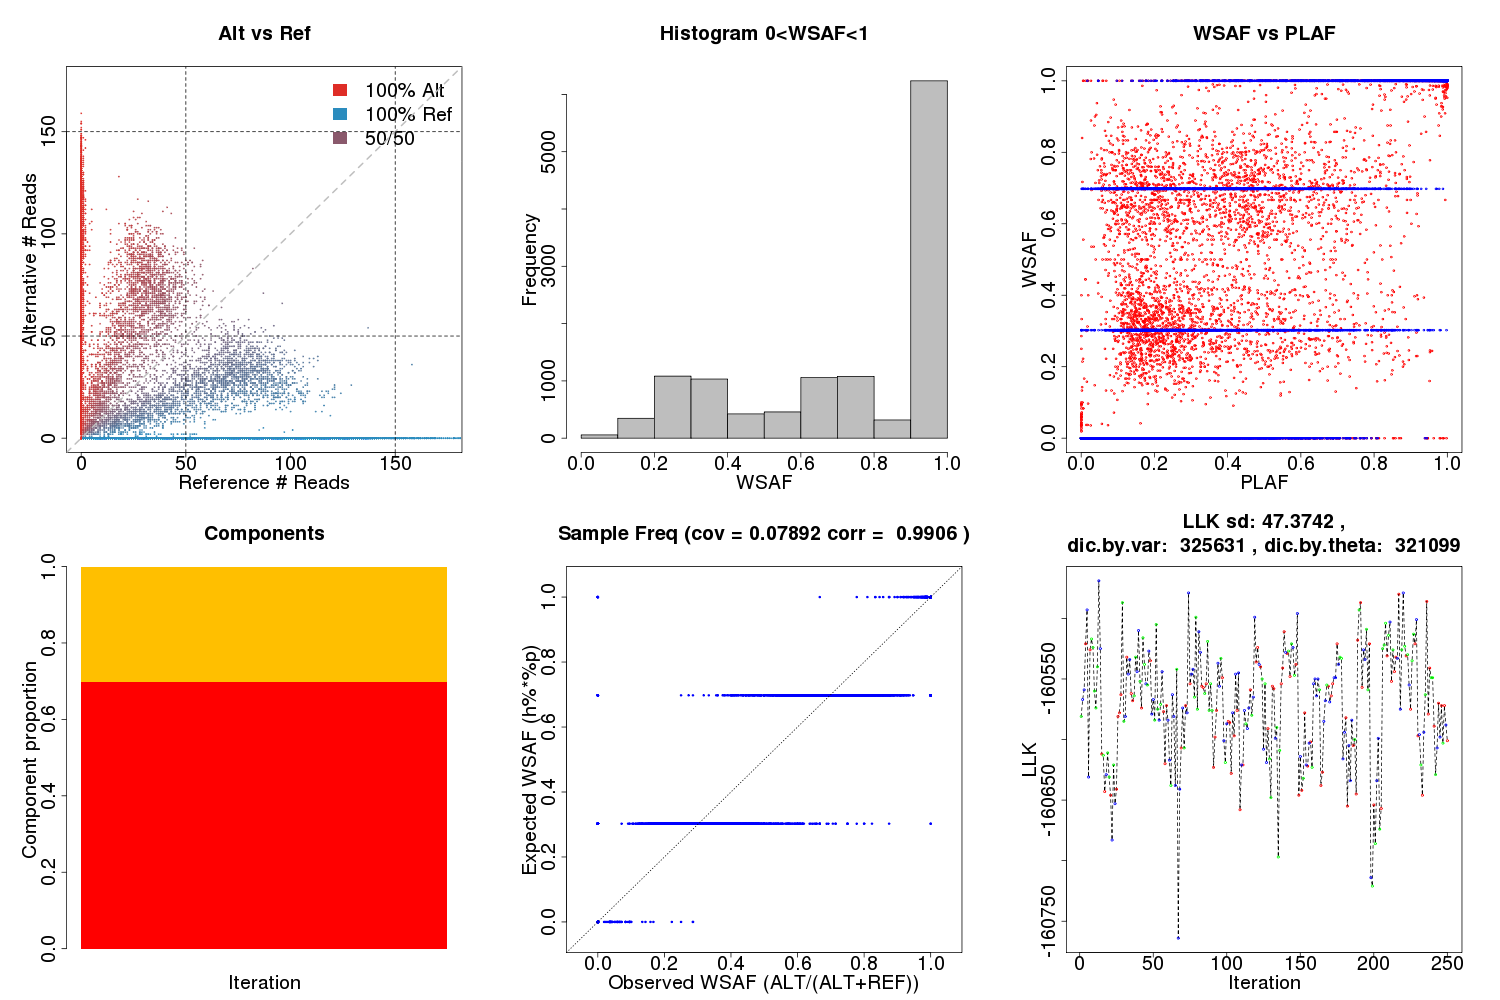 Alt vs Ref
100% Alt
100% Ref
50/50
Alternative # Reads
0 50 100 150
0 50 100 150
Reference # Reads
Histogram 0<WSAF<1
Frequency
0 1000 3000 5000
0.0 0.2 0.4 0.6 0.8 1.0
WSAF
WSAF vs PLAF
WSAF
0.0 0.2 0.4 0.6 0.8 1.0
0.0 0.2 0.4 0.6 0.8 1.0
PLAF
Components
Component proportion
0.0 0.2 0.4 0.6 0.8 1.0
Iteration
Sample Freq (cov = 0.07892 corr = 0.9906 )
Expected WSAF (h%*%p)
0.0 0.2 0.4 0.6 0.8 1.0
0.0 0.2 0.4 0.6 0.8 1.0
Observed WSAF (ALT/(ALT+REF))
LLK sd: 47.3742 ,
dic.by.var: 325631 , dic.by.theta: 321099
LLK
-160750 -160650 -160550
0 50 100 150 200 250
Iteration